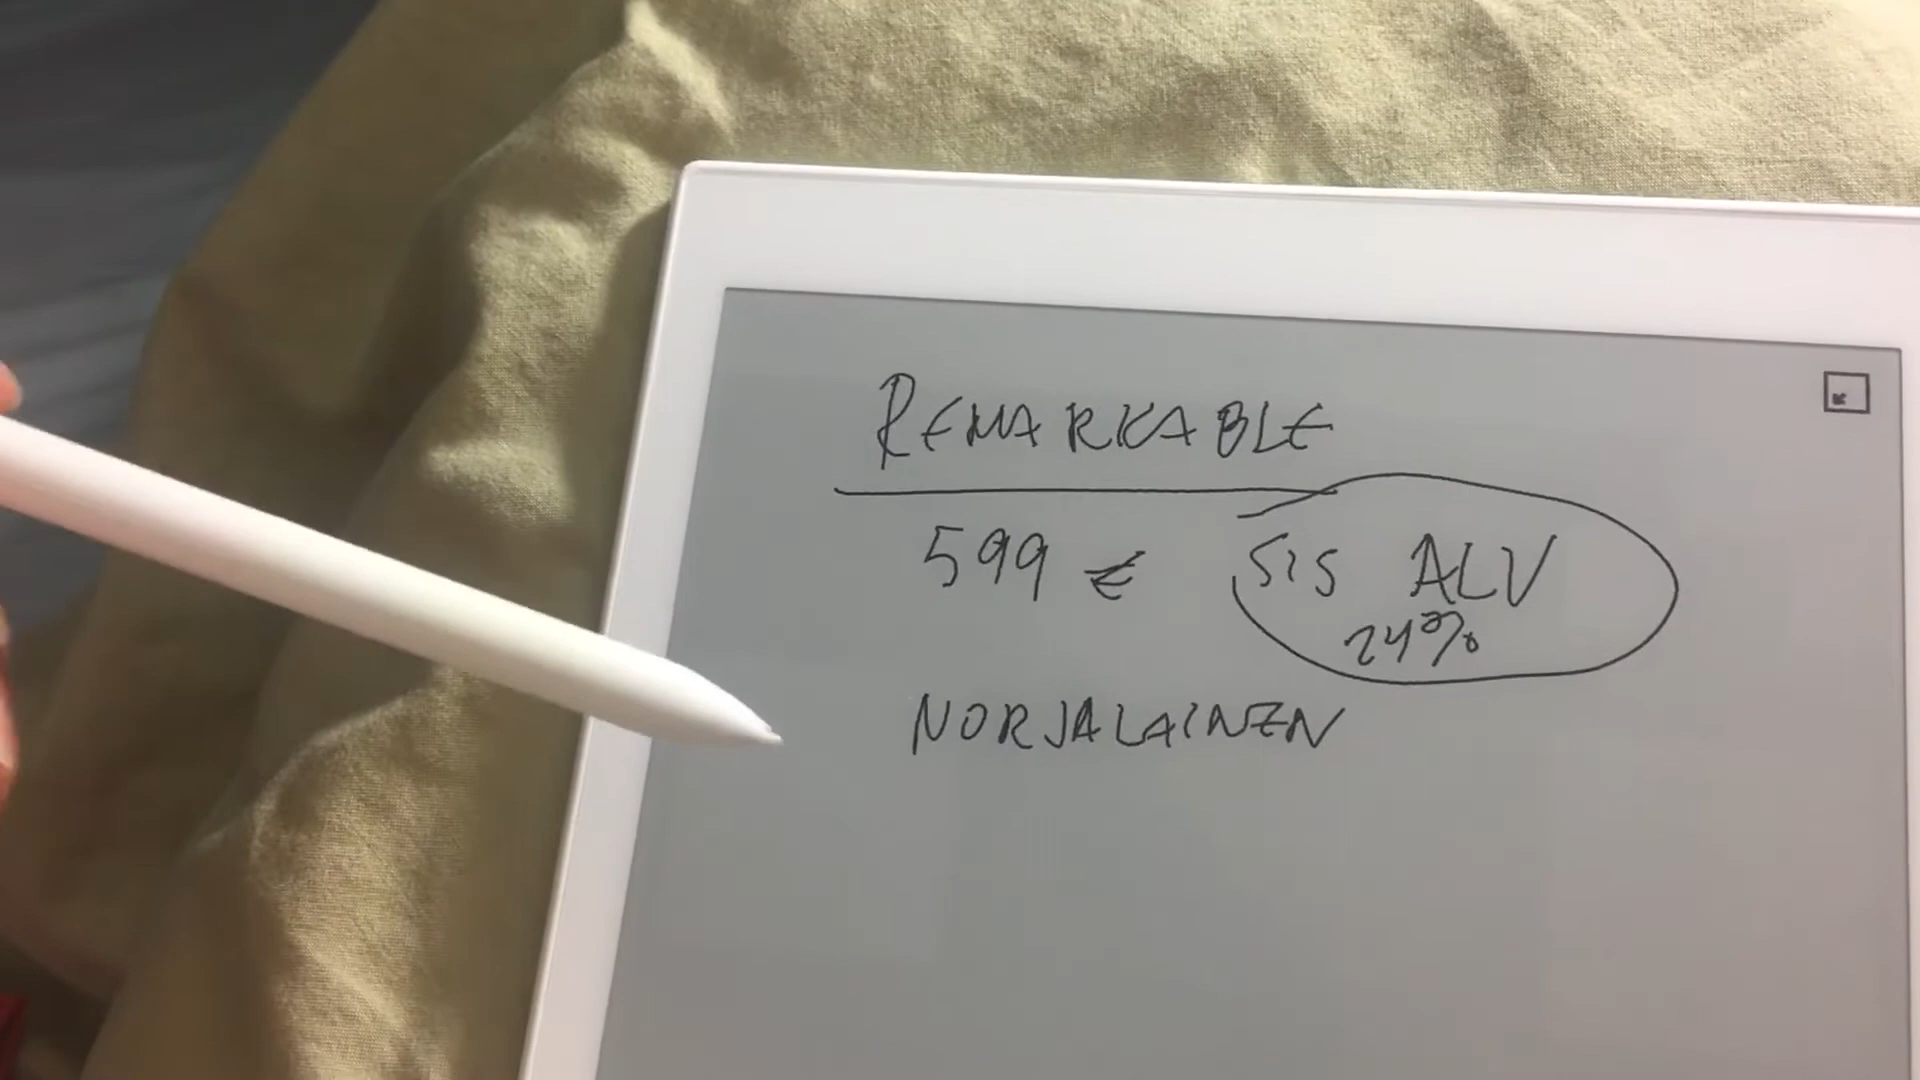 REMARKABLE
599 € SIS ALV
24%
NORJALAINEN